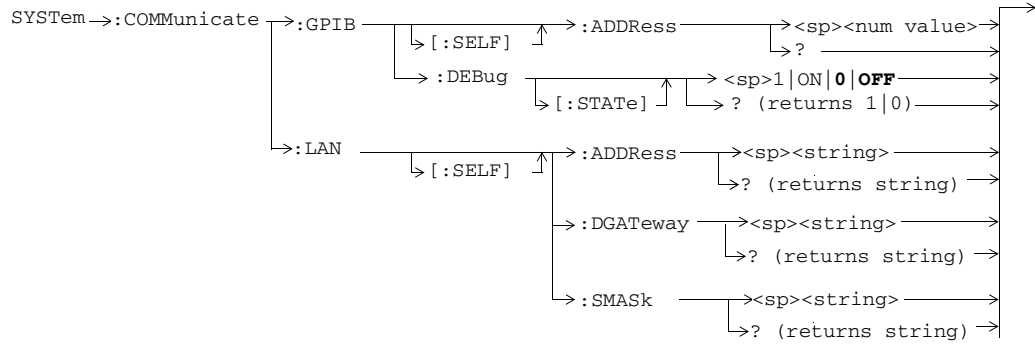 SYSTem :COMMunicate :GPIB [:SELF] :ADDRess <sp><num value>
?
:DEBug [:STATe] <sp>1|ON|0|OFF
? (returns 1|0)
:LAN [:SELF] :ADDRess <sp><string>
? (returns string)
:DGATeway <sp><string>
? (returns string)
:SMASk <sp><string>
? (returns string)